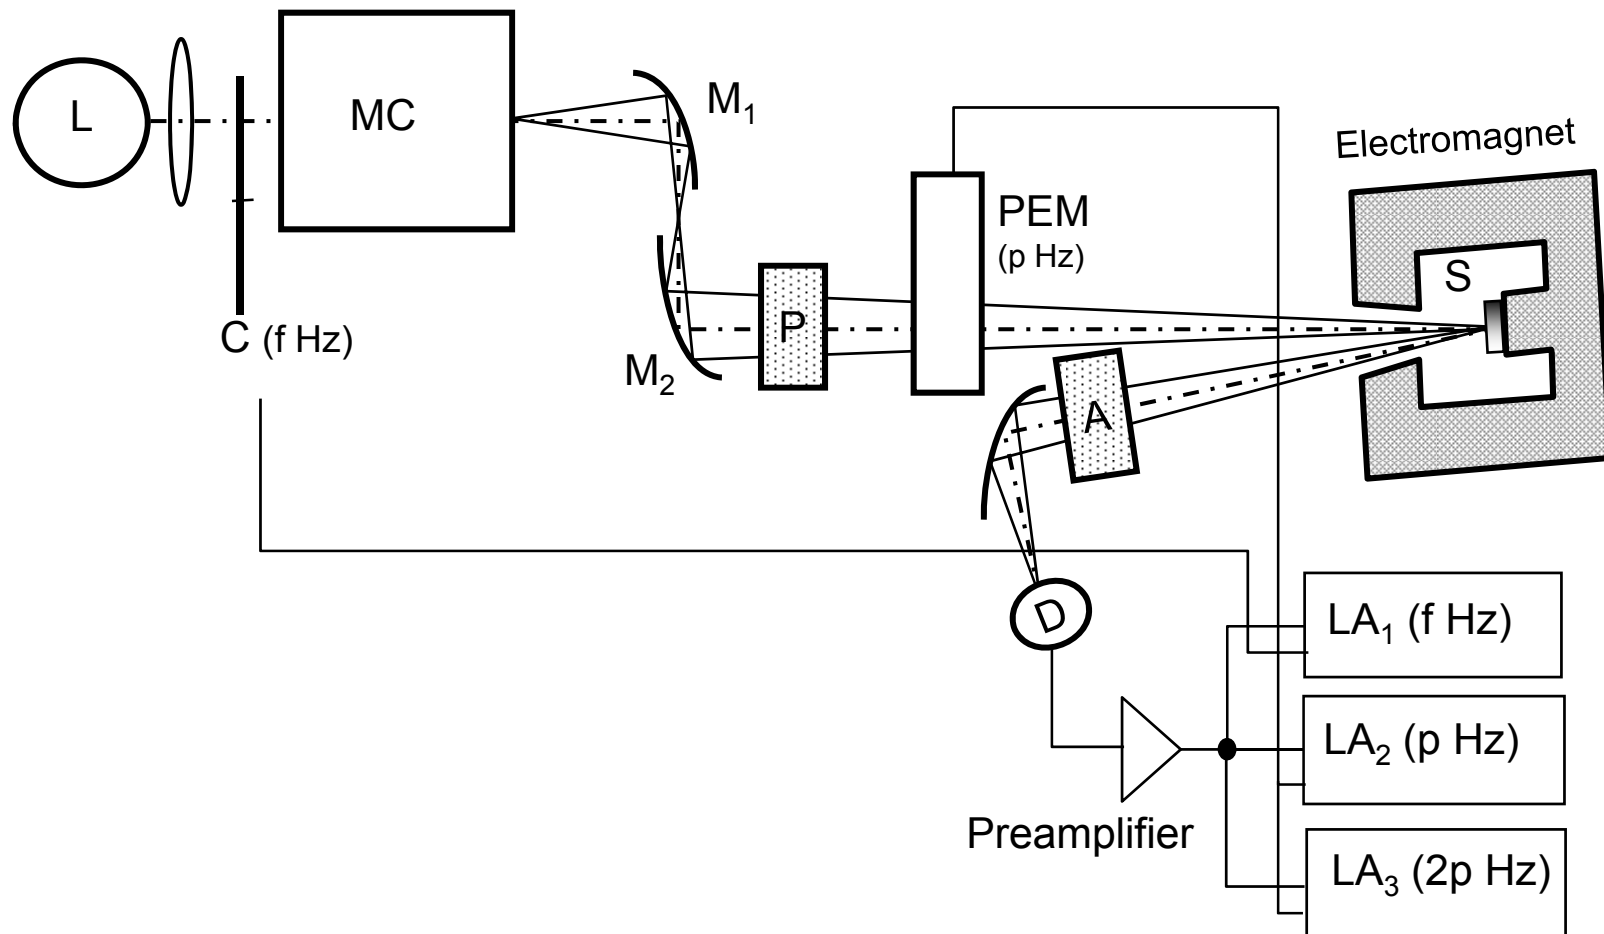 L
MC
M₁
Electromagnet
PEM
(p Hz)
S
C (f Hz)
P
M₂
A
D
LA₁ (f Hz)
LA₂ (p Hz)
Preamplifier
LA₃ (2p Hz)